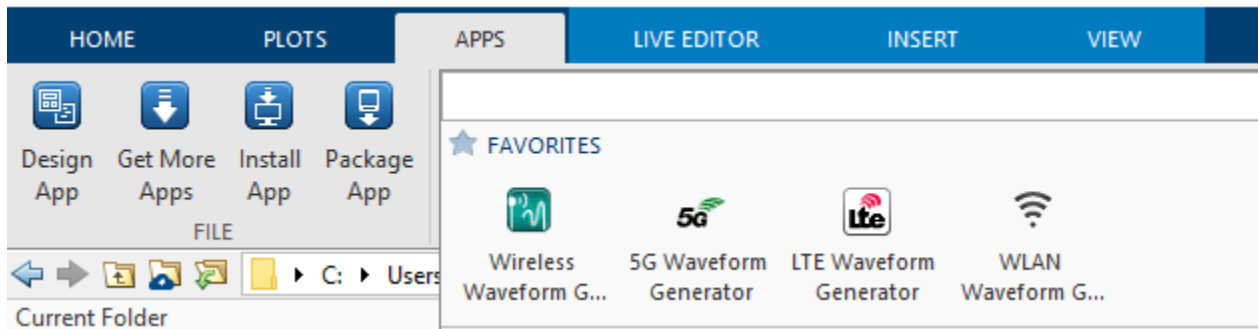 HOME PLOTS APPS LIVE EDITOR INSERT VIEW
Design App
Get More Apps
Install App
Package App
FILE
C: Users
Current Folder
FAVORITES
Wireless Waveform G...
5G
5G Waveform Generator
Lte
LTE Waveform Generator
WLAN Waveform G...